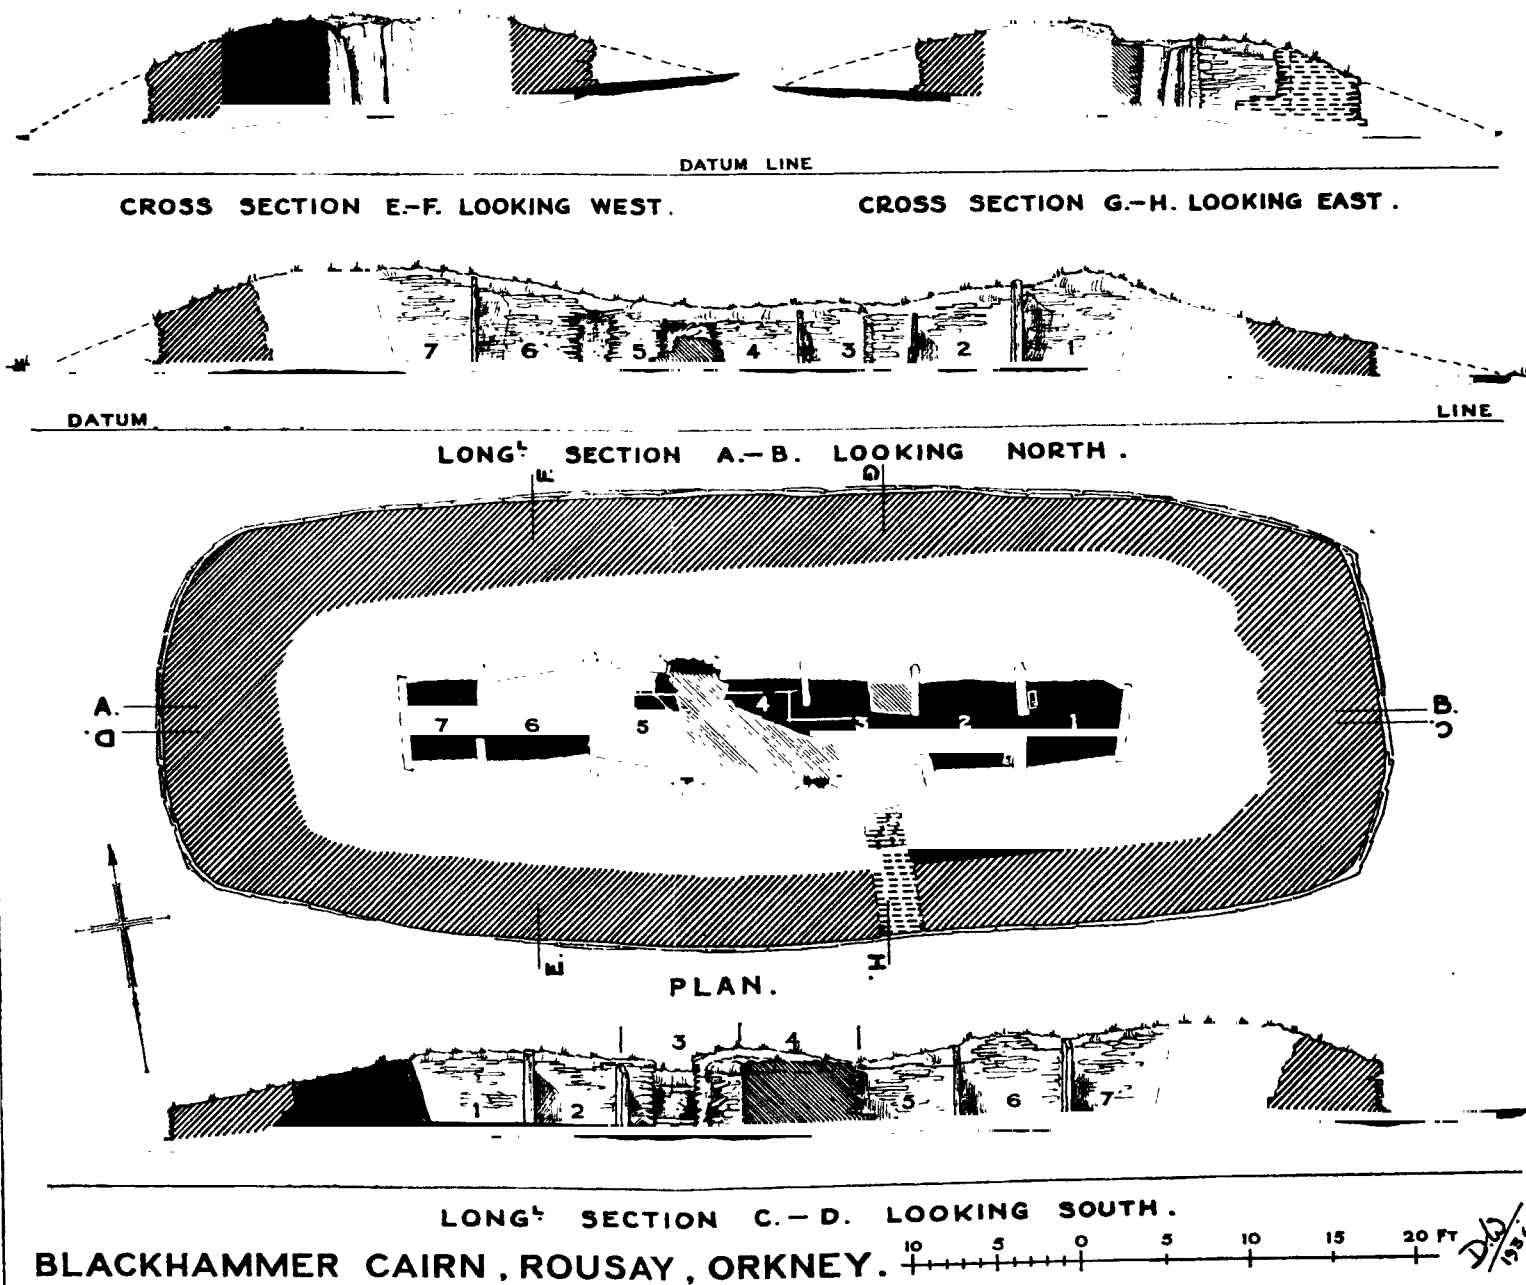 DATUM LINE
CROSS SECTION E.–F. LOOKING WEST.
CROSS SECTION G.–H. LOOKING EAST.
7 6 5 4 3 2 1
DATUM LINE
LONGL SECTION A.–B. LOOKING NORTH.
F. G.
A. B.
D. C.
7 6 5 4 3 2 1
E. H.
PLAN.
3 4
1 2 5 6 7
LONGL SECTION C.–D. LOOKING SOUTH.
BLACKHAMMER CAIRN, ROUSAY, ORKNEY.
10 5 0 5 10 15 20 FT
D.W.